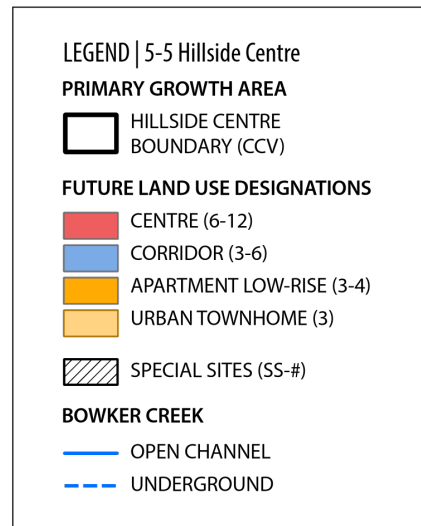 LEGEND | 5-5 Hillside Centre
PRIMARY GROWTH AREA
HILLSIDE CENTRE
BOUNDARY (CCV)
FUTURE LAND USE DESIGNATIONS
CENTRE (6-12)
CORRIDOR (3-6)
APARTMENT LOW-RISE (3-4)
URBAN TOWNHOME (3)
SPECIAL SITES (SS-#)
BOWKER CREEK
OPEN CHANNEL
UNDERGROUND